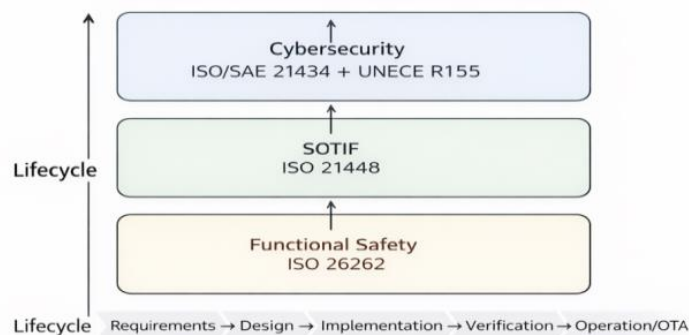 Cybersecurity
ISO/SAE 21434 + UNECE R155
SOTIF
ISO 21448
Lifecycle
Functional Safety
ISO 26262
Lifecycle Requirements → Design → Implementation → Verification → Operation/OTA